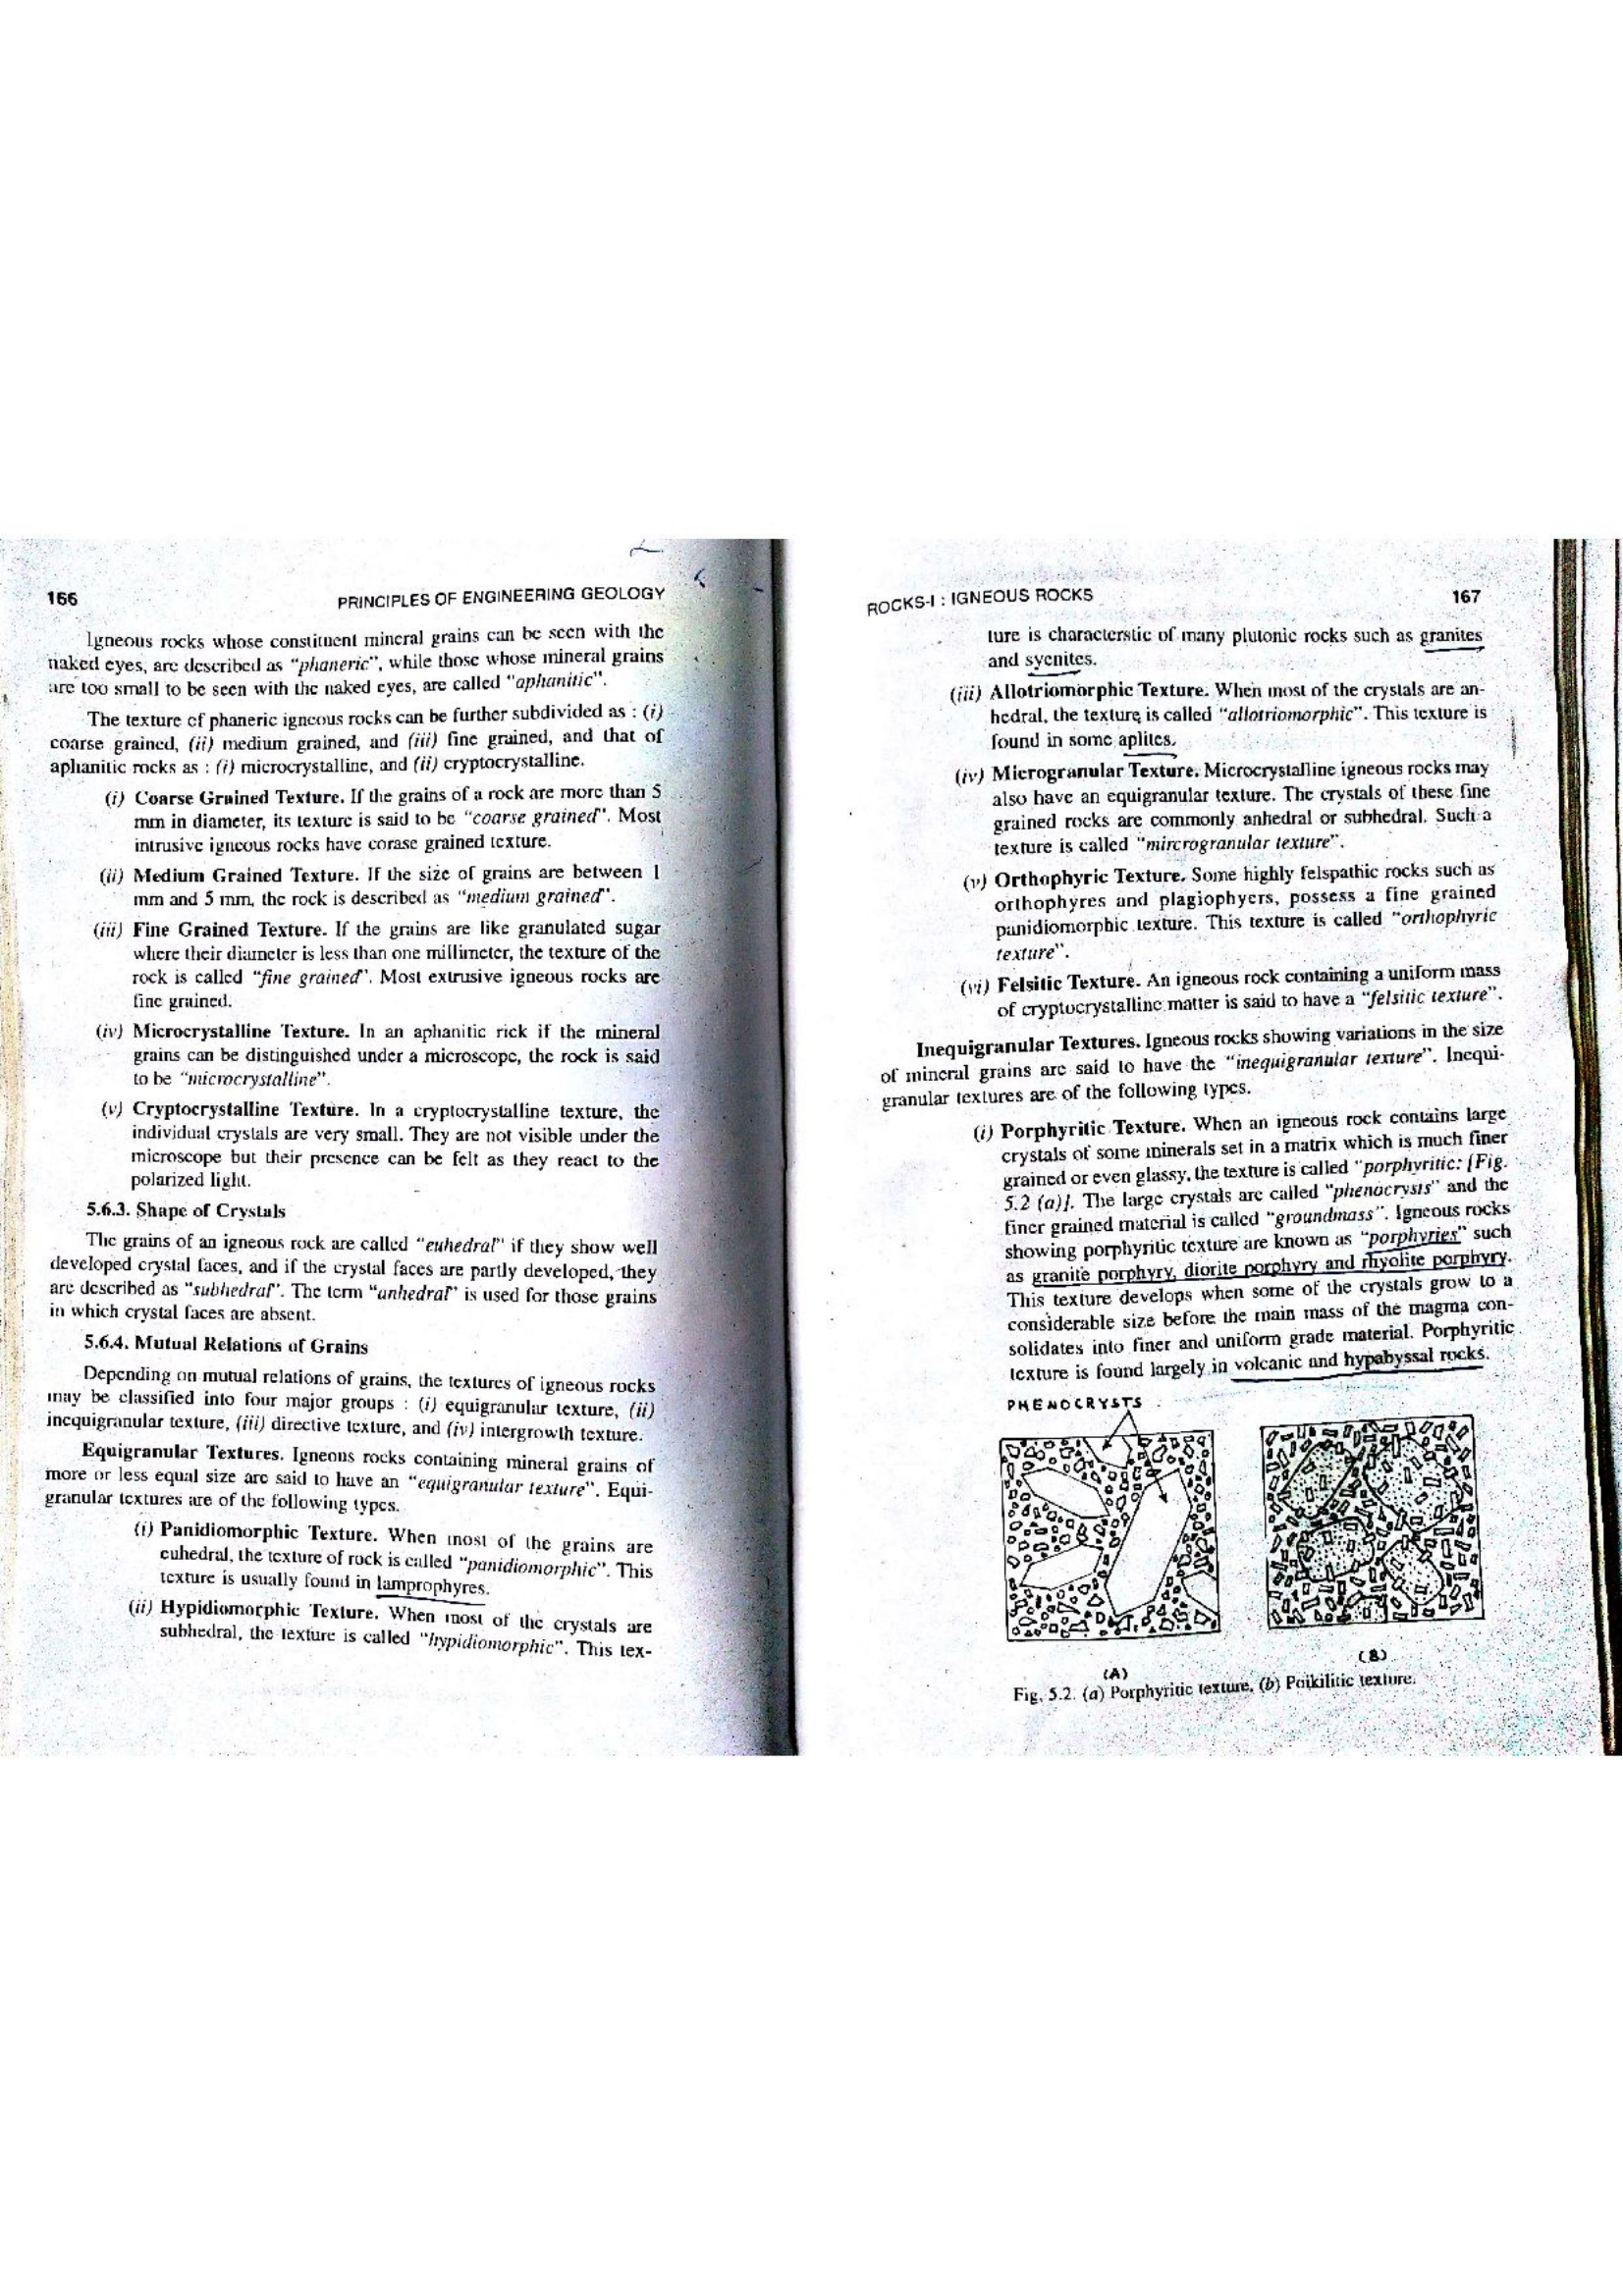 166 PRINCIPLES OF ENGINEERING GEOLOGY
Igneous rocks whose constituent mineral grains can be seen with the
naked eyes, are described as "phaneric", while those whose mineral grains
are too small to be seen with the naked eyes, are called "aphanitic".
The texture of phaneric igneous rocks can be further subdivided as : (i)
coarse grained, (ii) medium grained, and (iii) fine grained, and that of
aphanitic rocks as : (i) microcrystalline, and (ii) cryptocrystalline.
(i) Coarse Grained Texture. If the grains of a rock are more than 5
mm in diameter, its texture is said to be "coarse grained". Most
intrusive igneous rocks have corase grained texture.
(ii) Medium Grained Texture. If the size of grains are between 1
mm and 5 mm, the rock is described as "medium grained".
(iii) Fine Grained Texture. If the grains are like granulated sugar
where their diameter is less than one millimeter, the texture of the
rock is called "fine grained". Most extrusive igneous rocks are
fine grained.
(iv) Microcrystalline Texture. In an aphanitic rick if the mineral
grains can be distinguished under a microscope, the rock is said
to be "microcrystalline".
(v) Cryptocrystalline Texture. In a cryptocrystalline texture, the
individual crystals are very small. They are not visible under the
microscope but their presence can be felt as they react to the
polarized light.
5.6.3. Shape of Crystals
The grains of an igneous rock are called "euhedral" if they show well
developed crystal faces, and if the crystal faces are partly developed, they
are described as "subhedral". The term "anhedral" is used for those grains
in which crystal faces are absent.
5.6.4. Mutual Relations of Grains
Depending on mutual relations of grains, the textures of igneous rocks
may be classified into four major groups : (i) equigranular texture, (ii)
inequigranular texture, (iii) directive texture, and (iv) intergrowth texture.
Equigranular Textures. Igneous rocks containing mineral grains of
more or less equal size are said to have an "equigranular texture". Equi-
granular textures are of the following types.
(i) Panidiomorphic Texture. When most of the grains are
euhedral, the texture of rock is called "panidiomorphic". This
texture is usually found in lamprophyres.
(ii) Hypidiomorphic Texture. When most of the crystals are
subhedral, the texture is called "hypidiomorphic". This tex-
ROCKS-I : IGNEOUS ROCKS 167
ture is characterstic of many plutonic rocks such as granites
and syenites.
(iii) Allotriomorphic Texture. When most of the crystals are an-
hedral, the texture is called "allotriomorphic". This texture is
found in some aplites.
(iv) Microgranular Texture. Microcrystalline igneous rocks may
also have an equigranular texture. The crystals of these fine
grained rocks are commonly anhedral or subhedral. Such a
texture is called "mircrogranular texture".
(v) Orthophyric Texture. Some highly felspathic rocks such as
orthophyres and plagiophyers, possess a fine grained
panidiomorphic texture. This texture is called "orthophyric
texture".
(vi) Felsitic Texture. An igneous rock containing a uniform mass
of cryptocrystalline matter is said to have a "felsitic texture".
Inequigranular Textures. Igneous rocks showing variations in the size
of mineral grains are said to have the "inequigranular texture". Inequi-
granular textures are of the following types.
(i) Porphyritic Texture. When an igneous rock contains large
crystals of some minerals set in a matrix which is much finer
grained or even glassy, the texture is called "porphyritic: [Fig.
5.2 (a)]. The large crystals are called "phenocrysts" and the
finer grained material is called "groundmass". Igneous rocks
showing porphyritic texture are known as "porphyries" such
as granite porphyry, diorite porphyry and rhyolite porphyry.
This texture develops when some of the crystals grow to a
considerable size before the main mass of the magma con-
solidates into finer and uniform grade material. Porphyritic
texture is found largely in volcanic and hypabyssal rocks.
PHENOCRYSTS
(A) (B)
Fig. 5.2. (a) Porphyritic texture, (b) Poikilitic texture.